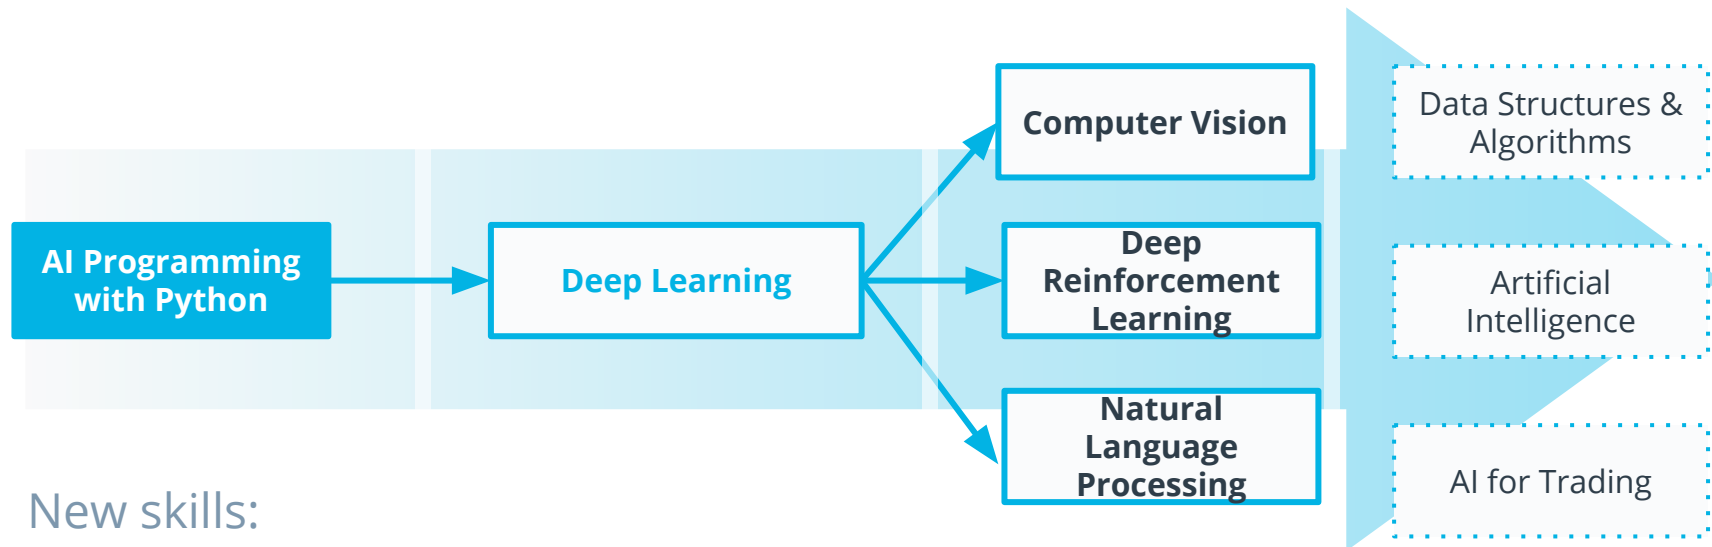 AI Programming
with Python
Deep Learning
Computer Vision
Deep
Reinforcement
Learning
Natural
Language
Processing
Data Structures &
Algorithms
Artificial
Intelligence
AI for Trading
New skills: